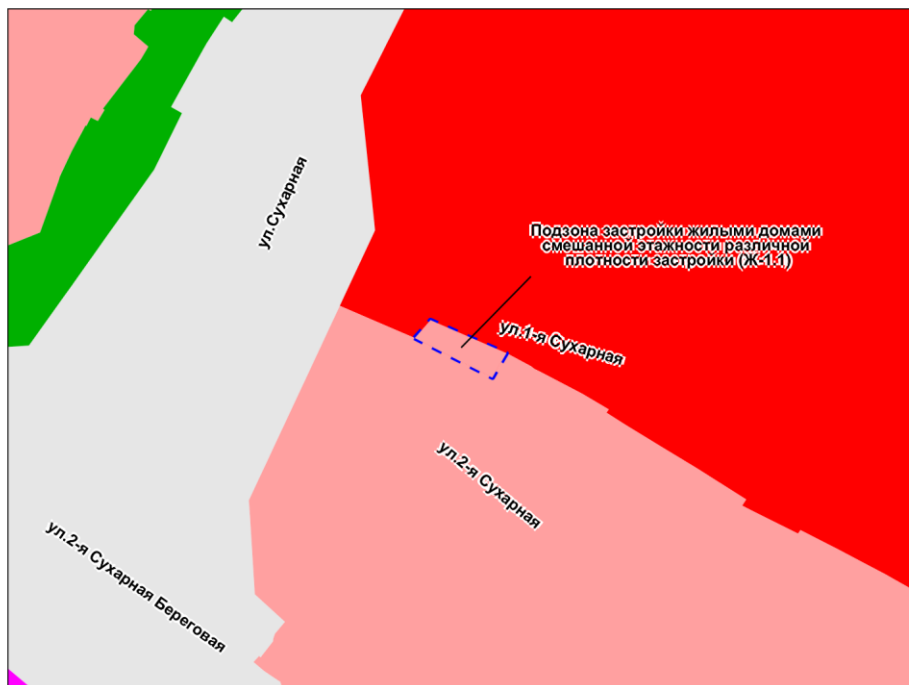 ул.Сухарная
Подзона застройки жилыми домами
смешанной этажности различной
плотности застройки (Ж-1.1)
ул.1-я Сухарная
ул.2-я Сухарная
ул.2-я Сухарная Береговая